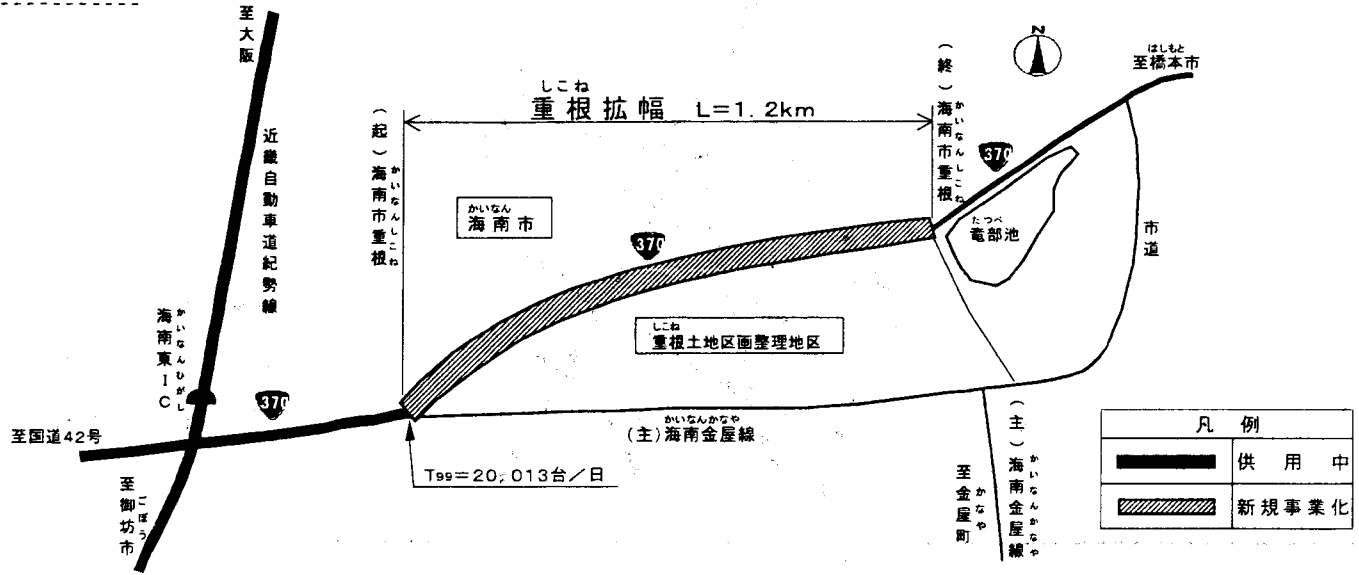 至大阪
近畿自動車道紀勢線
かいなんひがし
海南東IC
370
至国道42号
ごぼう
至御坊市
かいなんしこね
(起)海南市重根
しこね
重根拡幅 L=1.2km
かいなん
海南市
370
しこね
重根土地区画整理地区
T99=20,013台/日
かいなんかなや
(主)海南金屋線
かいなんしこね
(終)海南市重根
N
はしもと
至橋本市
370
たつべ
竜部池
市道
かなや
至金屋町
かいなんかなや
(主)海南金屋線
凡例
供用中
新規事業化